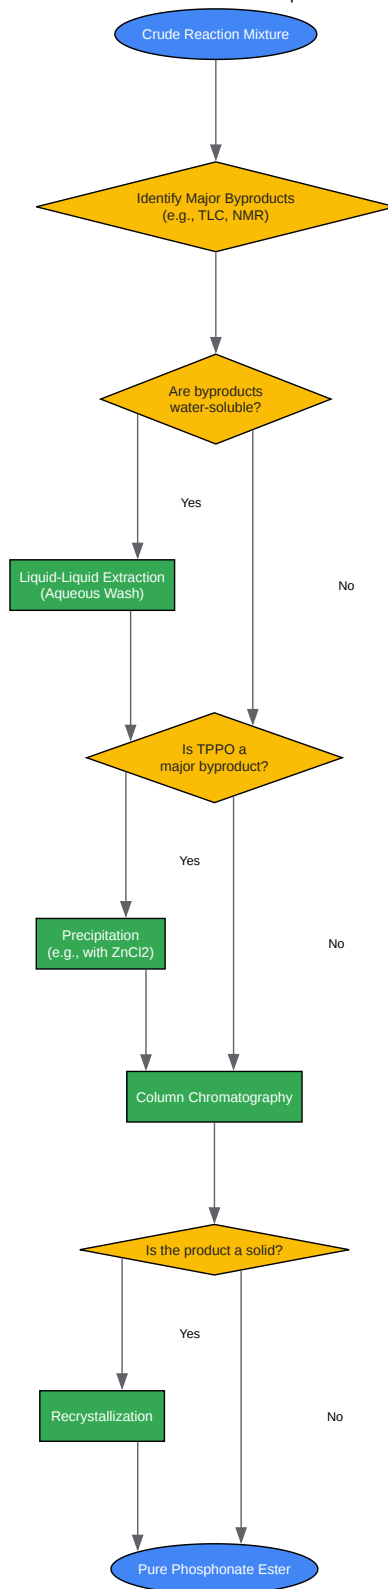 Crude Reaction Mixture
Identify Major Byproducts
(e.g., TLC, NMR)
Are byproducts
water-soluble?
Yes
Liquid-Liquid Extraction
(Aqueous Wash)
No
Is TPPO a
major byproduct?
Yes
Precipitation
(e.g., with ZnCl2)
No
Column Chromatography
Is the product a solid?
Yes
Recrystallization
No
Pure Phosphonate Ester